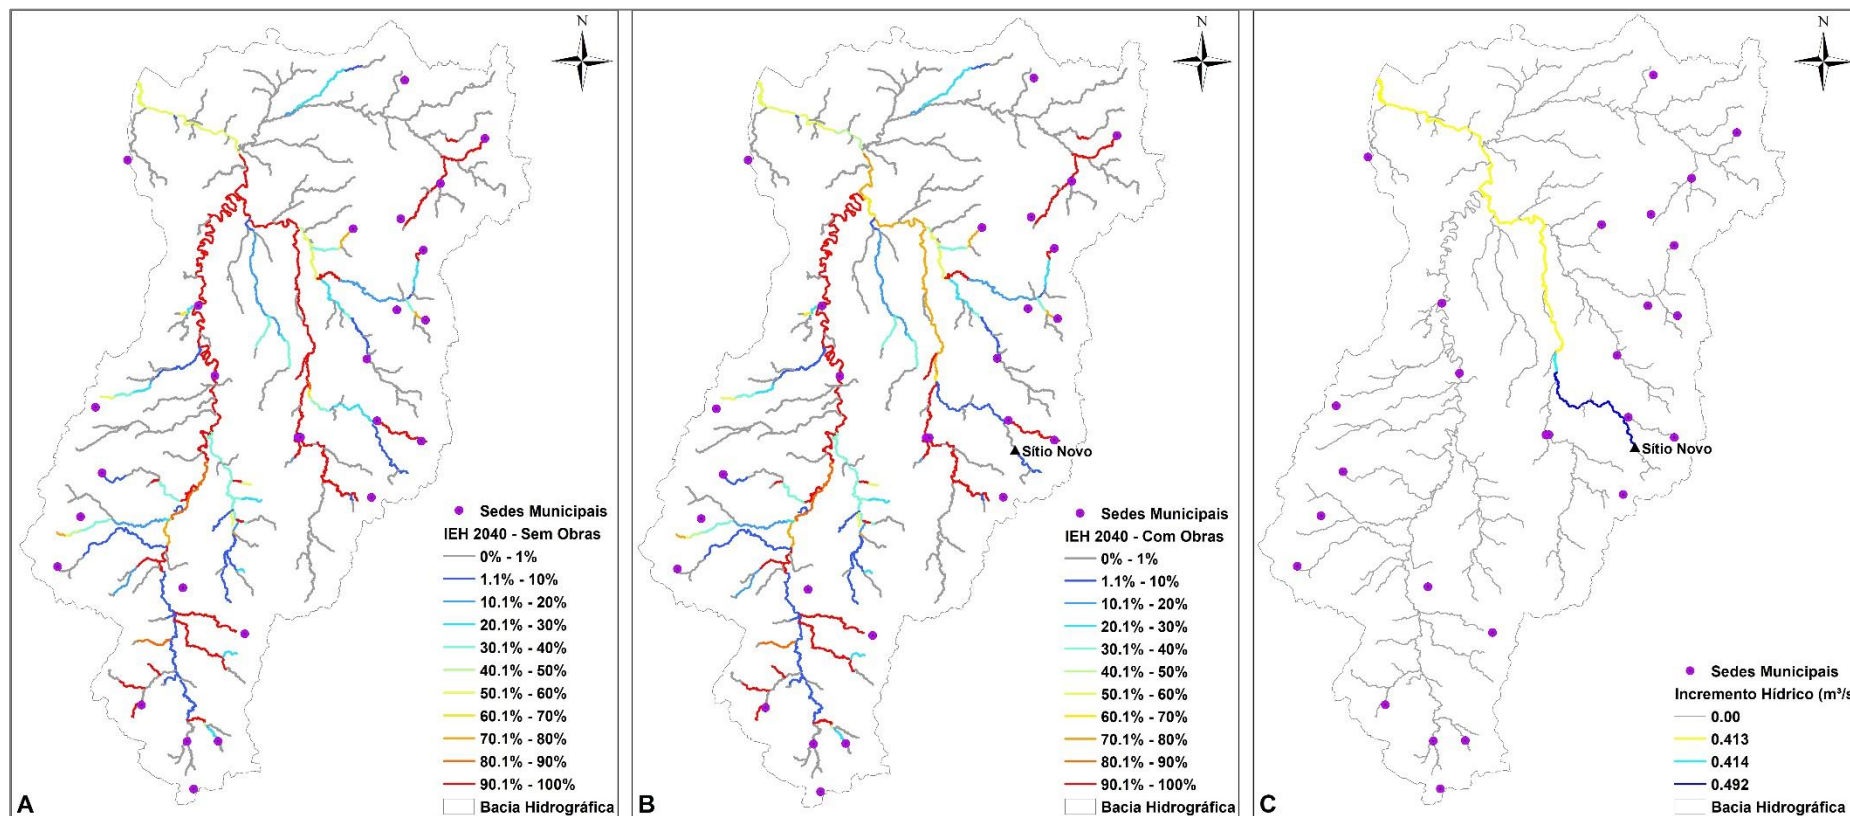 N
Sedes Municipais
IEH 2040 - Sem Obras
0% - 1%
1.1% - 10%
10.1% - 20%
20.1% - 30%
30.1% - 40%
40.1% - 50%
50.1% - 60%
60.1% - 70%
70.1% - 80%
80.1% - 90%
90.1% - 100%
Bacia Hidrográfica
A
N
Sítio Novo
Sedes Municipais
IEH 2040 - Com Obras
0% - 1%
1.1% - 10%
10.1% - 20%
20.1% - 30%
30.1% - 40%
40.1% - 50%
50.1% - 60%
60.1% - 70%
70.1% - 80%
80.1% - 90%
90.1% - 100%
Bacia Hidrográfica
B
N
Sítio Novo
Sedes Municipais
Incremento Hídrico (m³/s
0.00
0.413
0.414
0.492
Bacia Hidrográfica
C